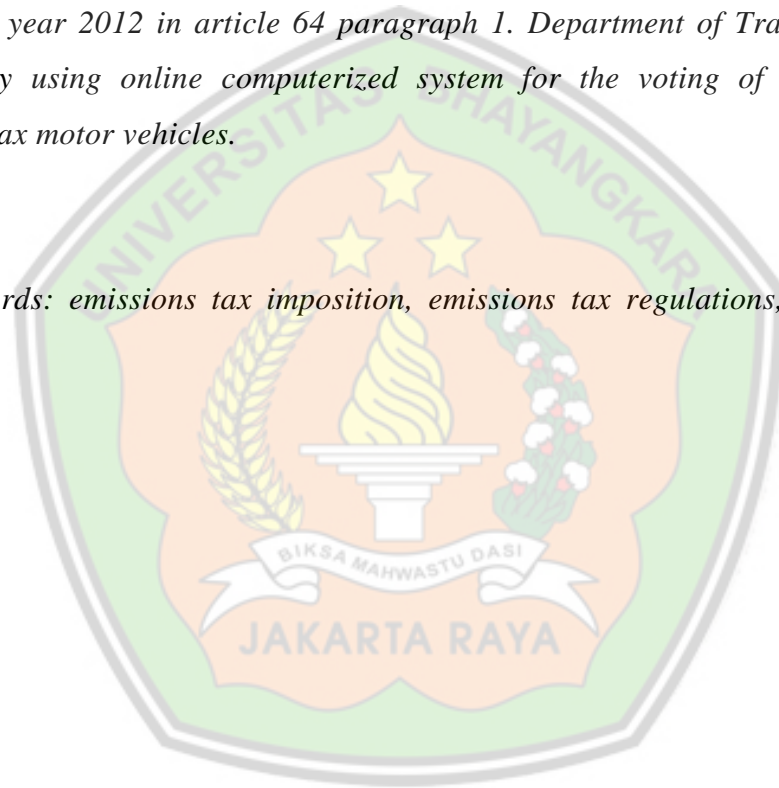 year 2012 in article 64 paragraph 1. Department of Tra
y using online computerized system for the voting of
ax motor vehicles.
UNIVERSITAS BHAYANGKARA
rds: emissions tax imposition, emissions tax regulations,
BIKSA MAHWASTU DASI
JAKARTA RAYA